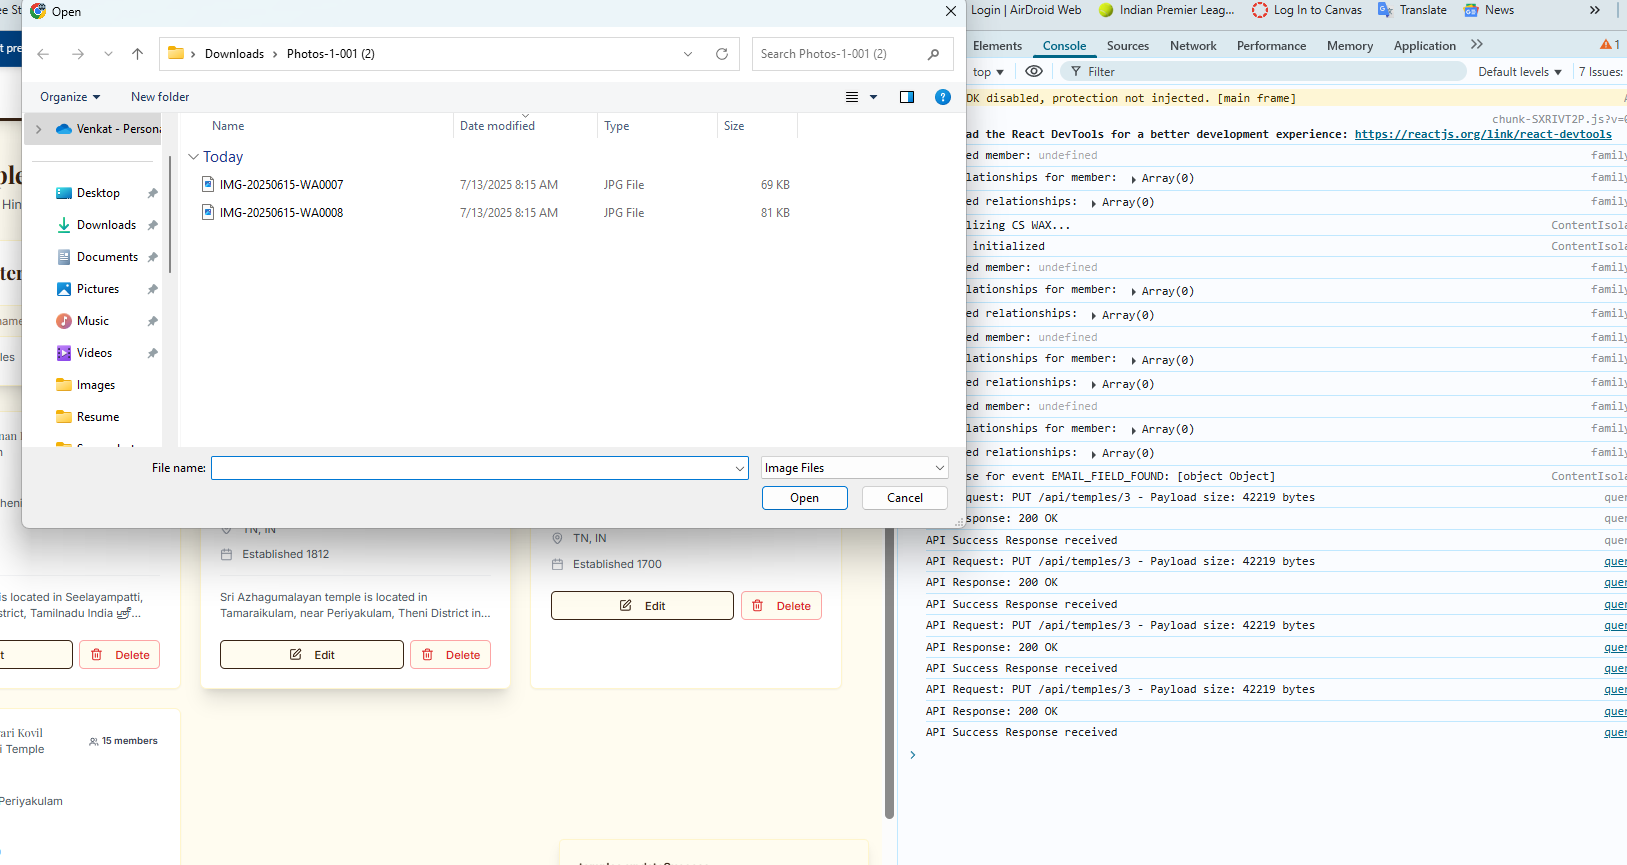 Open
Downloads > Photos-1-001 (2)
Search Photos-1-001 (2)
Organize
New folder
Name
Date modified
Type
Size
Venkat - Persona
Desktop
Downloads
Documents
Pictures
Music
Videos
Images
Resume
Today
IMG-20250615-WA0007 7/13/2025 8:15 AM JPG File 69 KB
IMG-20250615-WA0008 7/13/2025 8:15 AM JPG File 81 KB
File name:
Image Files
Open
Cancel
TN, IN
Established 1812
Sri Azhagumalayan temple is located in
Tamaraikulam, near Periyakulam, Theni District in...
Edit
Delete
TN, IN
Established 1700
Edit
Delete
is located in Seelayampatti,
strict, Tamilnadu India
Delete
ari Kovil
i Temple
15 members
Periyakulam
Login | AirDroid Web
Indian Premier Leag...
Log In to Canvas
Translate
News
Elements
Console
Sources
Network
Performance
Memory
Application
1
top
Filter
Default levels
7 Issues:
DK disabled, protection not injected. [main frame]
chunk-SXRIVT2P.js?v=
ad the React DevTools for a better development experience: https://reactjs.org/link/react-devtools
ed member: undefined family
lationships for member: Array(0) family
ed relationships: Array(0) family
lizing CS WAX... ContentIsola
initialized ContentIsola
ed member: undefined family
lationships for member: Array(0) family
ed relationships: Array(0) family
ed member: undefined family
lationships for member: Array(0) family
ed relationships: Array(0) family
ed member: undefined family
lationships for member: Array(0) family
ed relationships: Array(0) family
se for event EMAIL_FIELD_FOUND: [object Object] ContentIsola
quest: PUT /api/temples/3 - Payload size: 42219 bytes quer
sponse: 200 OK quer
API Success Response received quer
API Request: PUT /api/temples/3 - Payload size: 42219 bytes quer
API Response: 200 OK quer
API Success Response received quer
API Request: PUT /api/temples/3 - Payload size: 42219 bytes quer
API Response: 200 OK quer
API Success Response received quer
API Request: PUT /api/temples/3 - Payload size: 42219 bytes quer
API Response: 200 OK quer
API Success Response received quer